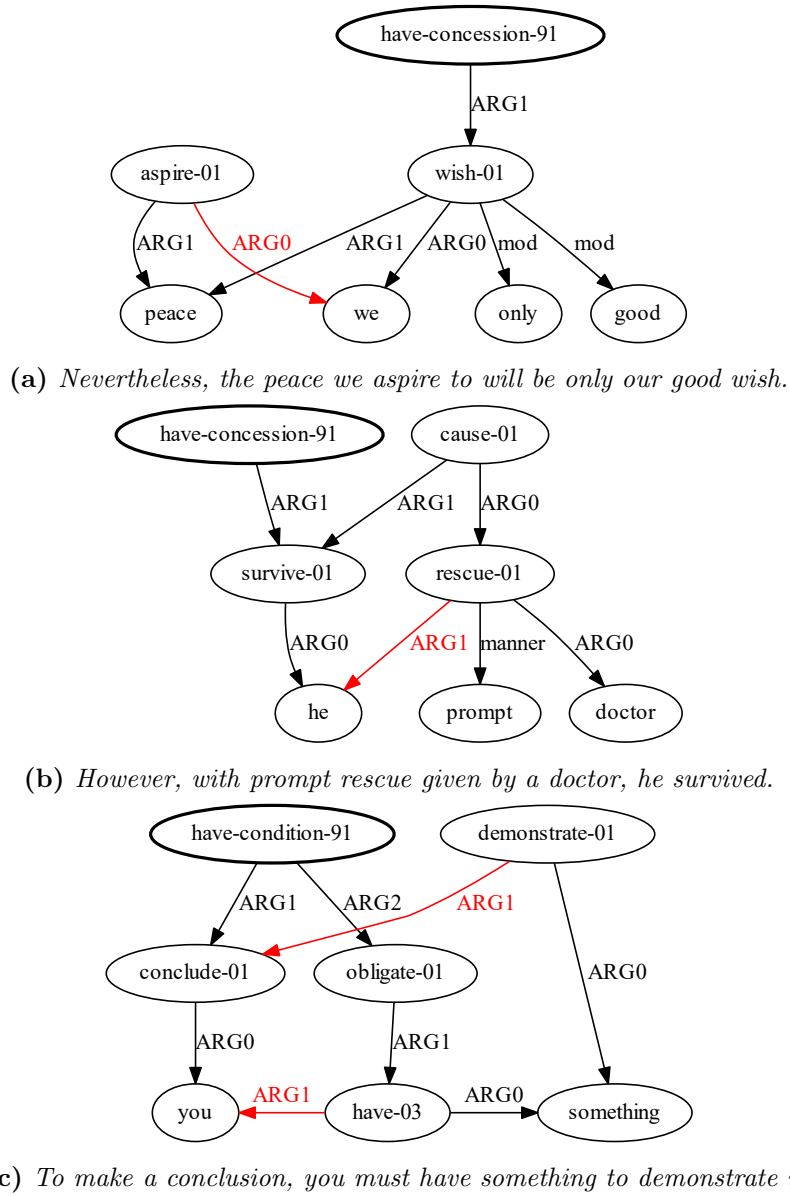 have-concession-91
ARG1
aspire-01
wish-01
ARG1
ARG0
ARG1
ARG0
mod
mod
peace
we
only
good
(a) Nevertheless, the peace we aspire to will be only our good wish.
have-concession-91
cause-01
ARG1
ARG1
ARG0
survive-01
rescue-01
ARG0
ARG1
manner
ARG0
he
prompt
doctor
(b) However, with prompt rescue given by a doctor, he survived.
have-condition-91
demonstrate-01
ARG1
ARG2
ARG1
conclude-01
obligate-01
ARG0
ARG1
ARG0
you
ARG1
have-03
ARG0
something
c) To make a conclusion, you must have something to demonstrate